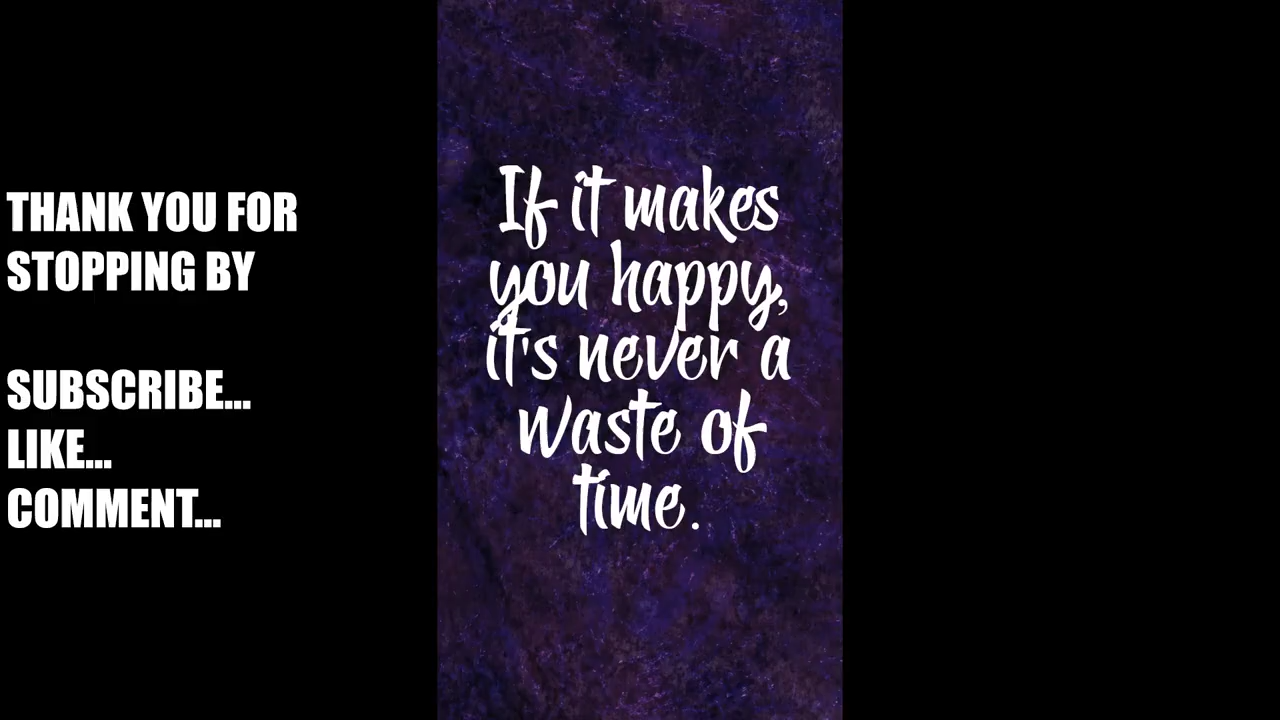 THANK YOU FOR
STOPPING BY
SUBSCRIBE...
LIKE...
COMMENT...
If it makes
you happy,
it's never a
waste of
time.